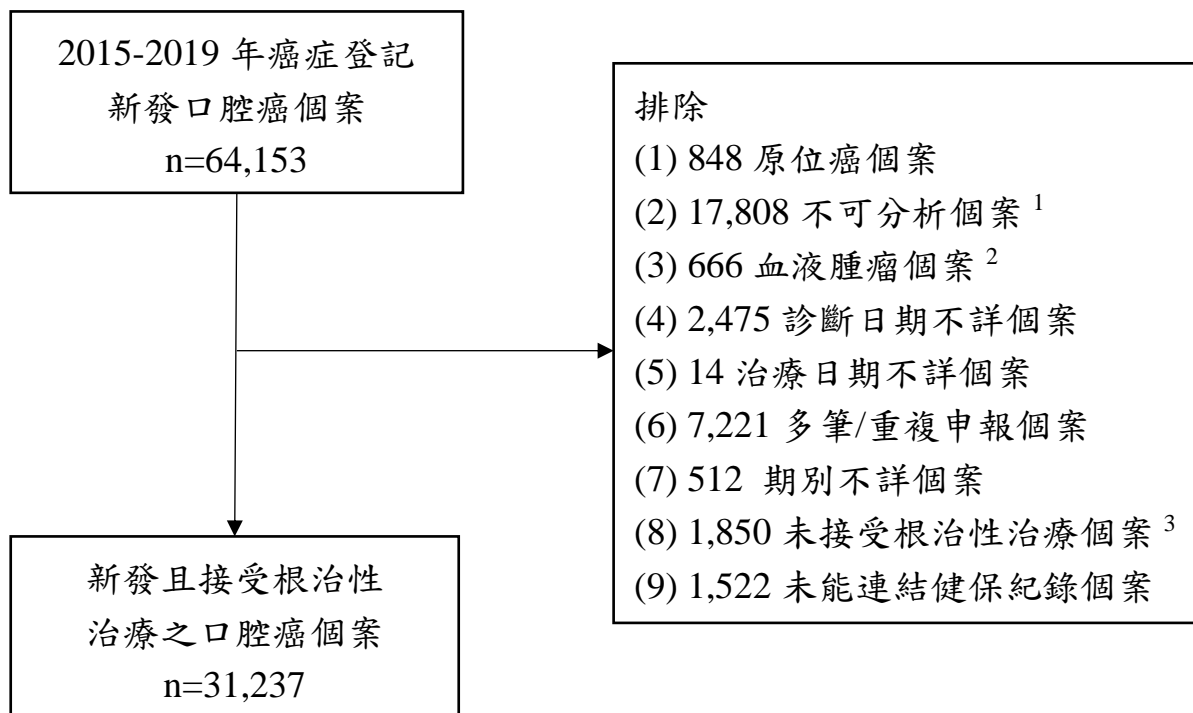 2015-2019 年癌症登記
新發口腔癌個案
n=64,153
排除
(1) 848 原位癌個案
(2) 17,808 不可分析個案 1
(3) 666 血液腫瘤個案 2
(4) 2,475 診斷日期不詳個案
(5) 14 治療日期不詳個案
(6) 7,221 多筆/重複申報個案
(7) 512 期別不詳個案
(8) 1,850 未接受根治性治療個案 3
(9) 1,522 未能連結健保紀錄個案
新發且接受根治性
治療之口腔癌個案
n=31,237